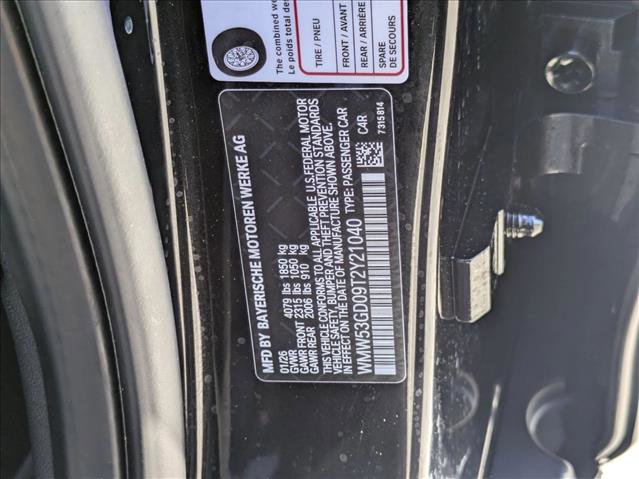 The combined we
Le poids total des
TIRE / PNEU
FRONT / AVANT
REAR / ARRIÈRE
SPARE
DE SECOURS
MFD BY BAYERISCHE MOTOREN WERKE AG
01/26
GVWR 4079 lbs 1850 kg
GAWR FRONT 2315 lbs 1050 kg
GAWR REAR 2006 lbs 910 kg
THIS VEHICLE CONFORMS TO ALL APPLICABLE U.S. FEDERAL MOTOR
VEHICLE SAFETY, BUMPER AND THEFT PREVENTION STANDARDS
IN EFFECT ON THE DATE OF MANUFACTURE SHOWN ABOVE.
WMW53GD09T2Y21040 TYPE: PASSENGER CAR
C4R
7 315 814